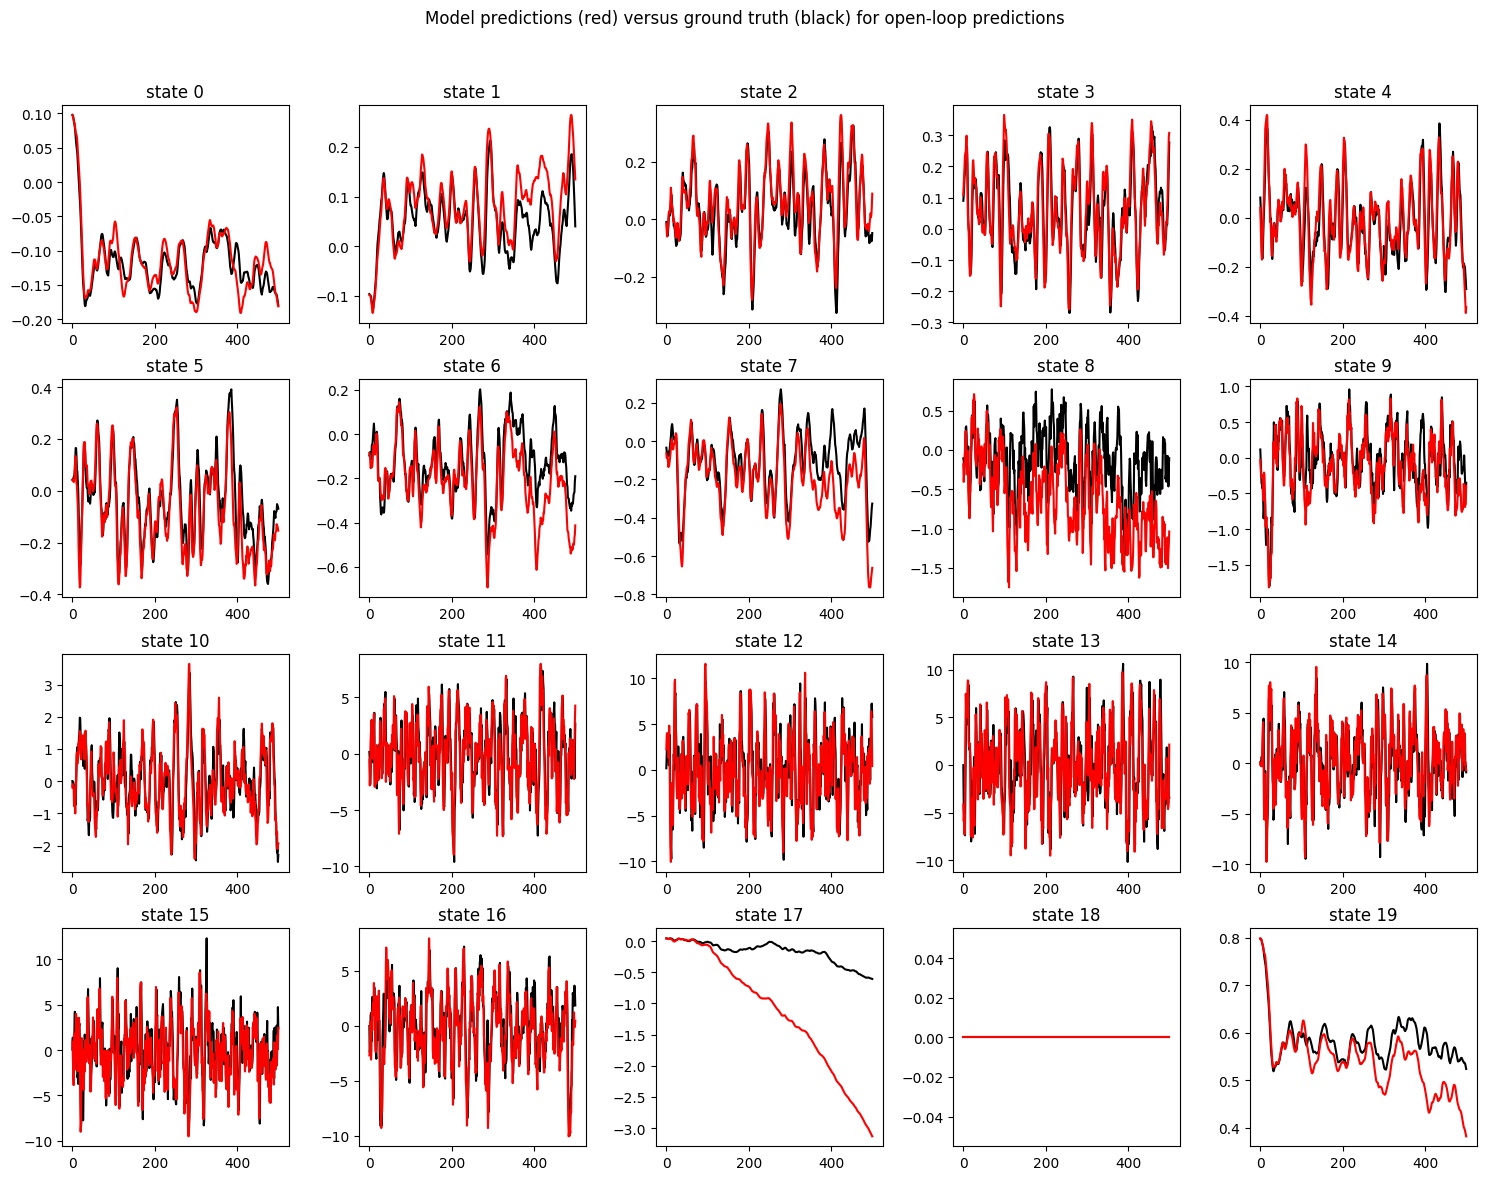 Model predictions (red) versus ground truth (black) for open-loop predictions
state 0 state 1 state 2 state 3 state 4
0.10 0.05 0.00 −0.05 −0.10 −0.15 −0.20
0.2 0.1 0.0 −0.1
0.2 0.0 −0.2
0.3 0.2 0.1 0.0 −0.1 −0.2 −0.3
0.4 0.2 0.0 −0.2 −0.4
0 200 400 0 200 400 0 200 400 0 200 400 0 200 400
state 5 state 6 state 7 state 8 state 9
0.4 0.2 0.0 −0.2 −0.4
0.2 0.0 −0.2 −0.4 −0.6
0.2 0.0 −0.2 −0.4 −0.6 −0.8
0.5 0.0 −0.5 −1.0 −1.5
1.0 0.5 0.0 −0.5 −1.0 −1.5
0 200 400 0 200 400 0 200 400 0 200 400 0 200 400
state 10 state 11 state 12 state 13 state 14
3 2 1 0 −1 −2
5 0 −5 −10
10 5 0 −5 −10
10 5 0 −5 −10
10 5 0 −5 −10
0 200 400 0 200 400 0 200 400 0 200 400 0 200 400
state 15 state 16 state 17 state 18 state 19
10 5 0 −5 −10
5 0 −5 −10
0.0 −0.5 −1.0 −1.5 −2.0 −2.5 −3.0
0.04 0.02 0.00 −0.02 −0.04
0.8 0.7 0.6 0.5 0.4
0 200 400 0 200 400 0 200 400 0 200 400 0 200 400